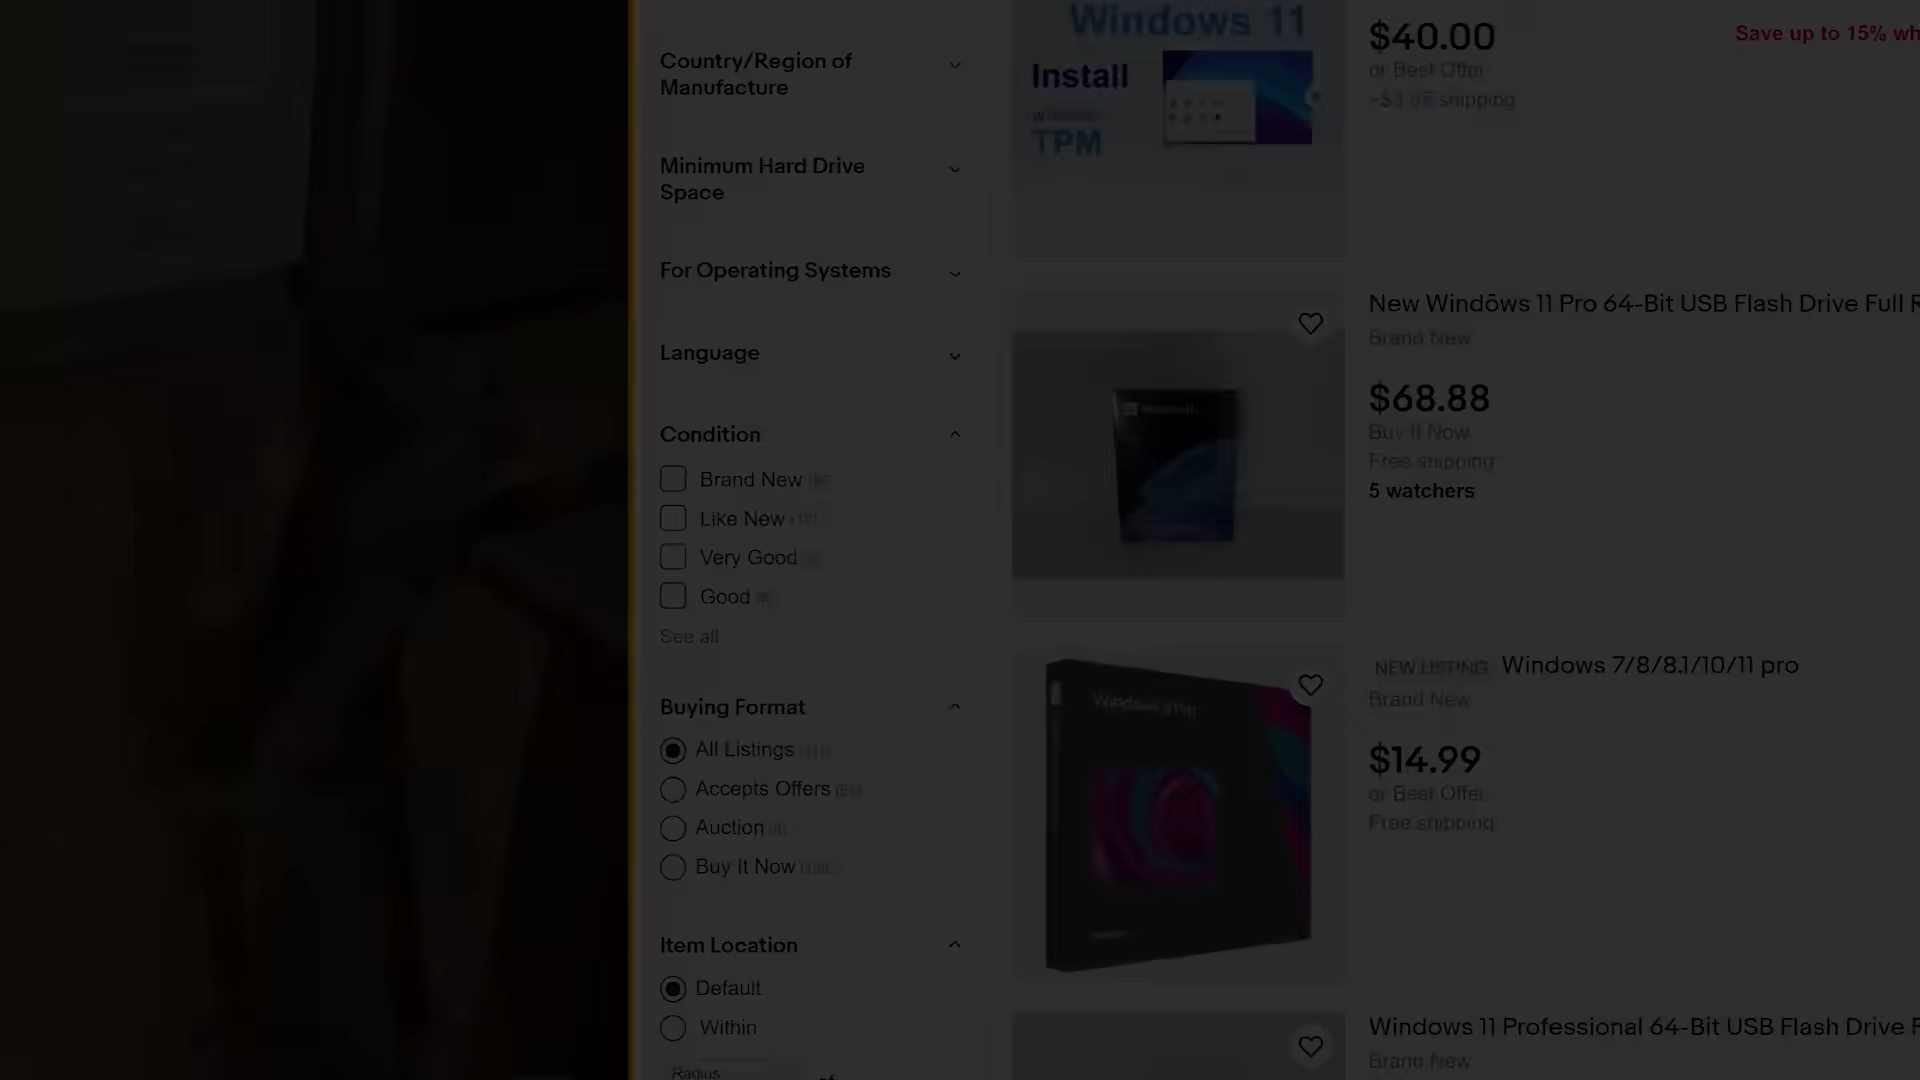 Country/Region of
Manufacture
Minimum Hard Drive
Space
For Operating Systems
Language
Condition
Brand New
Like New
Very Good
Good
See all
Buying Format
All Listings
Accepts Offers
Auction
Buy It Now
Item Location
Default
Within
Radius
of
Windows 11
Install
TPM
$40.00
or Best Offer
shipping
Save up to 15% wh
New Windōws 11 Pro 64-Bit USB Flash Drive Full R
Brand New
$68.88
Buy It Now
Free shipping
5 watchers
NEW LISTING Windows 7/8/8.1/10/11 pro
Brand New
$14.99
or Best Offer
Free shipping
Windows 11 Professional 64-Bit USB Flash Drive F
Brand New